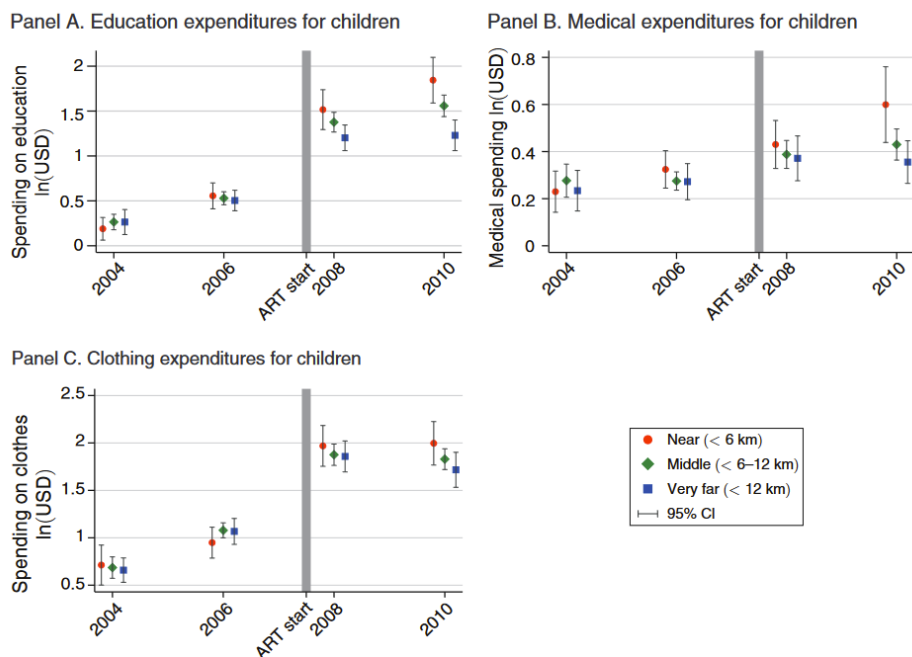 Panel A. Education expenditures for children
Spending on education
ln(USD)
2
1.5
1
0.5
0
2004
2006
ART start
2008
2010
Panel B. Medical expenditures for children
Medical spending ln(USD)
0.8
0.6
0.4
0.2
0
2004
2006
ART start
2008
2010
Panel C. Clothing expenditures for children
Spending on clothes
ln(USD)
2.5
2
1.5
1
0.5
2004
2006
ART start
2008
2010
Near (< 6 km)
Middle (< 6–12 km)
Very far (< 12 km)
95% CI